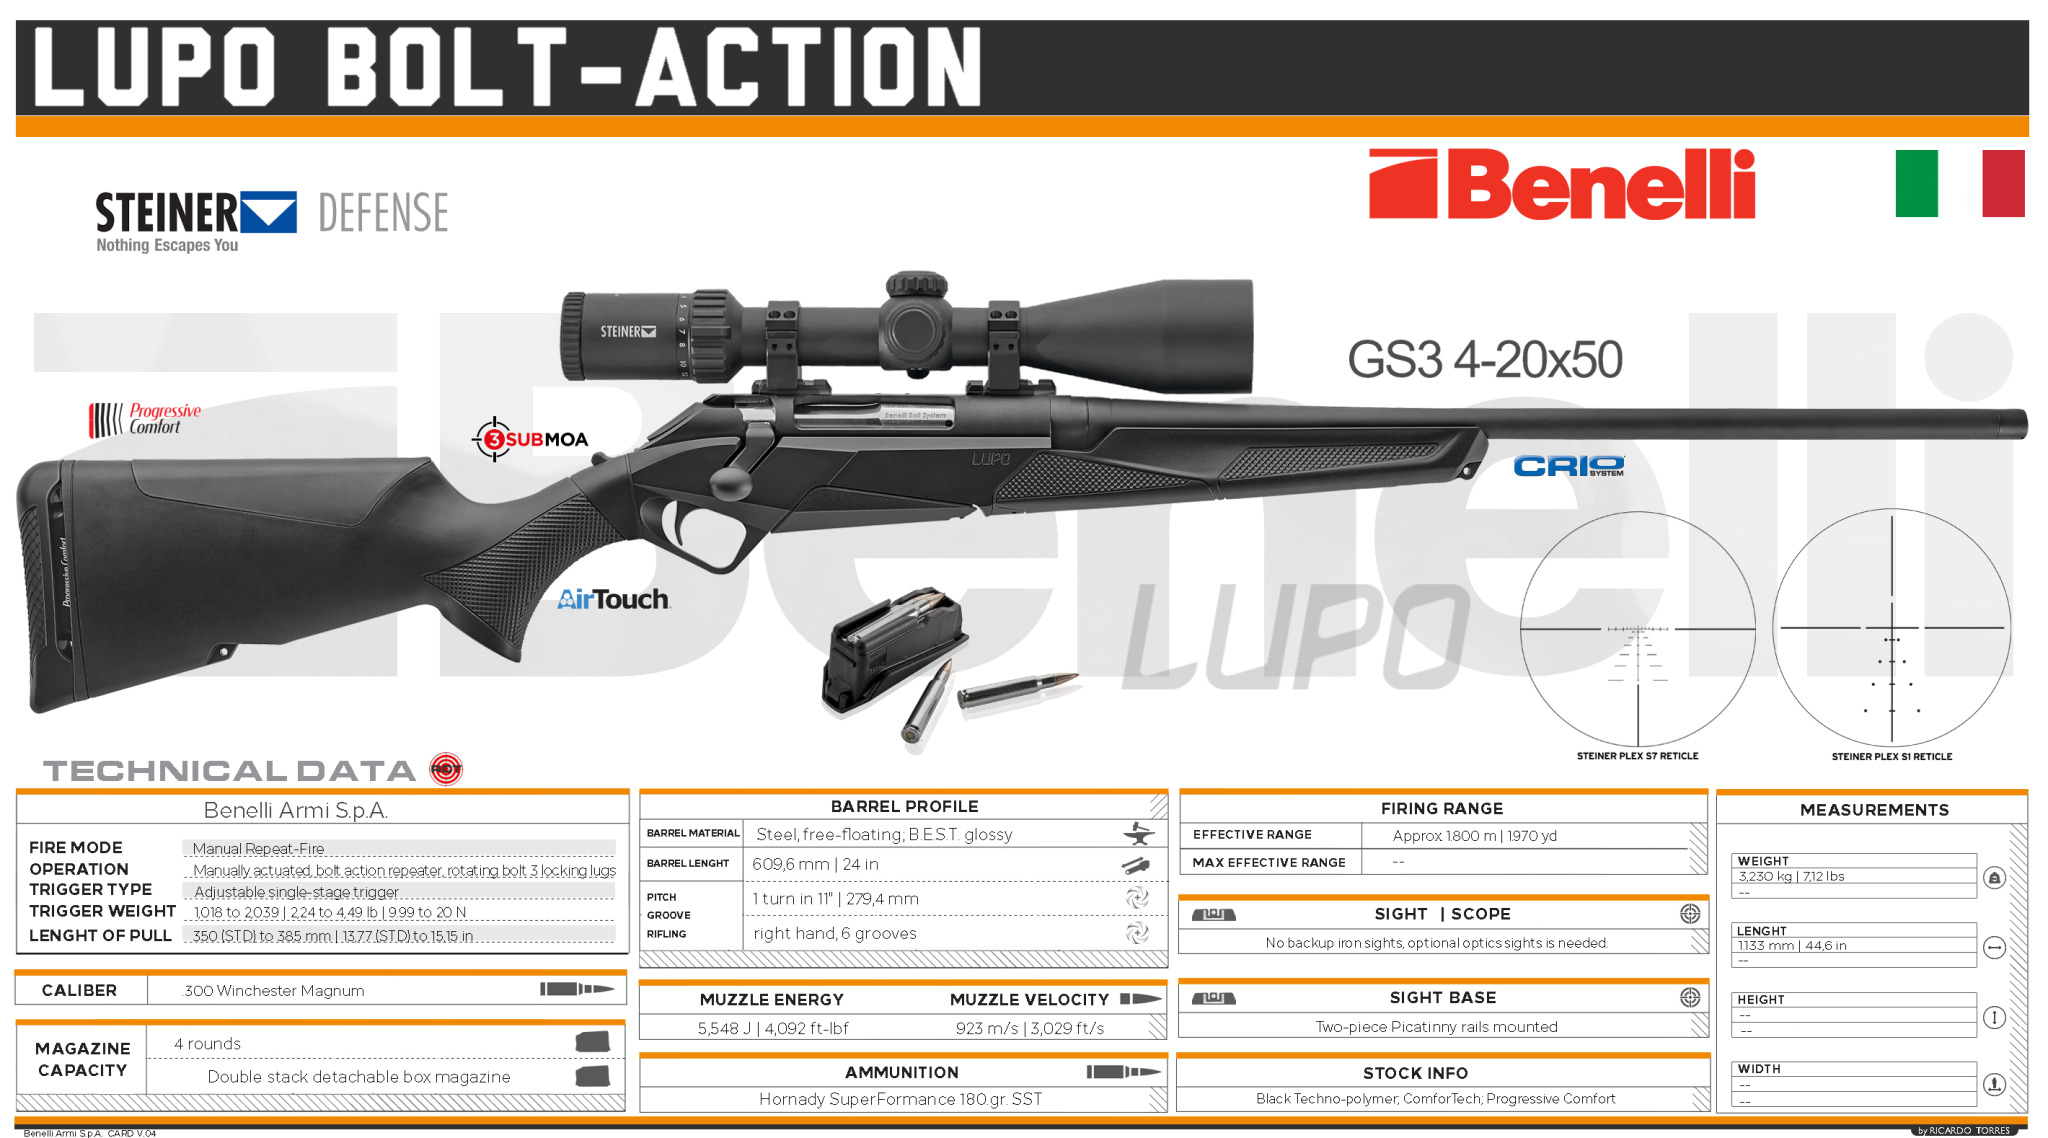 LUPO BOLT-ACTION
STEINER DEFENSE
Nothing Escapes You
Benelli
STEINER
GS3 4-20x50
Progressive
Comfort
3 SUBMOA
Benelli Bolt System
LUPO
CRIO
SYSTEM
Progressive Comfort
AirTouch
LUPO
Benelli
STEINER PLEX S7 RETICLE
STEINER PLEX S1 RETICLE
TECHNICAL DATA
Benelli Armi S.p.A.
FIRE MODE Manual Repeat-Fire
OPERATION Manually actuated, bolt action repeater, rotating bolt 3 locking lugs
TRIGGER TYPE Adjustable single-stage trigger
TRIGGER WEIGHT 1,018 to 2,039 | 2,24 to 4,49 lb | 9.99 to 20 N
LENGHT OF PULL 350 (STD) to 385 mm | 13,77 (STD) to 15,15 in
CALIBER .300 Winchester Magnum
MAGAZINE
CAPACITY
4 rounds
Double stack detachable box magazine
BARREL PROFILE
BARREL MATERIAL Steel, free-floating; B.E.S.T. glossy
BARREL LENGHT 609,6 mm | 24 in
PITCH 1 turn in 11" | 279,4 mm
GROOVE
RIFLING right hand, 6 grooves
MUZZLE ENERGY MUZZLE VELOCITY
5,548 J | 4,092 ft-lbf 923 m/s | 3,029 ft/s
AMMUNITION
Hornady SuperFormance 180.gr. SST
FIRING RANGE
EFFECTIVE RANGE Approx 1.800 m | 1970 yd
MAX EFFECTIVE RANGE --
SIGHT | SCOPE
No backup iron sights, optional optics sights is needed.
SIGHT BASE
Two-piece Picatinny rails mounted
STOCK INFO
Black Techno-polymer; ComforTech; Progressive Comfort
MEASUREMENTS
WEIGHT
3,230 kg | 7,12 lbs
--
LENGHT
1.133 mm | 44,6 in
--
HEIGHT
--
--
WIDTH
--
--
Benelli Armi S.p.A. CARD V.04
by RICARDO TORRES